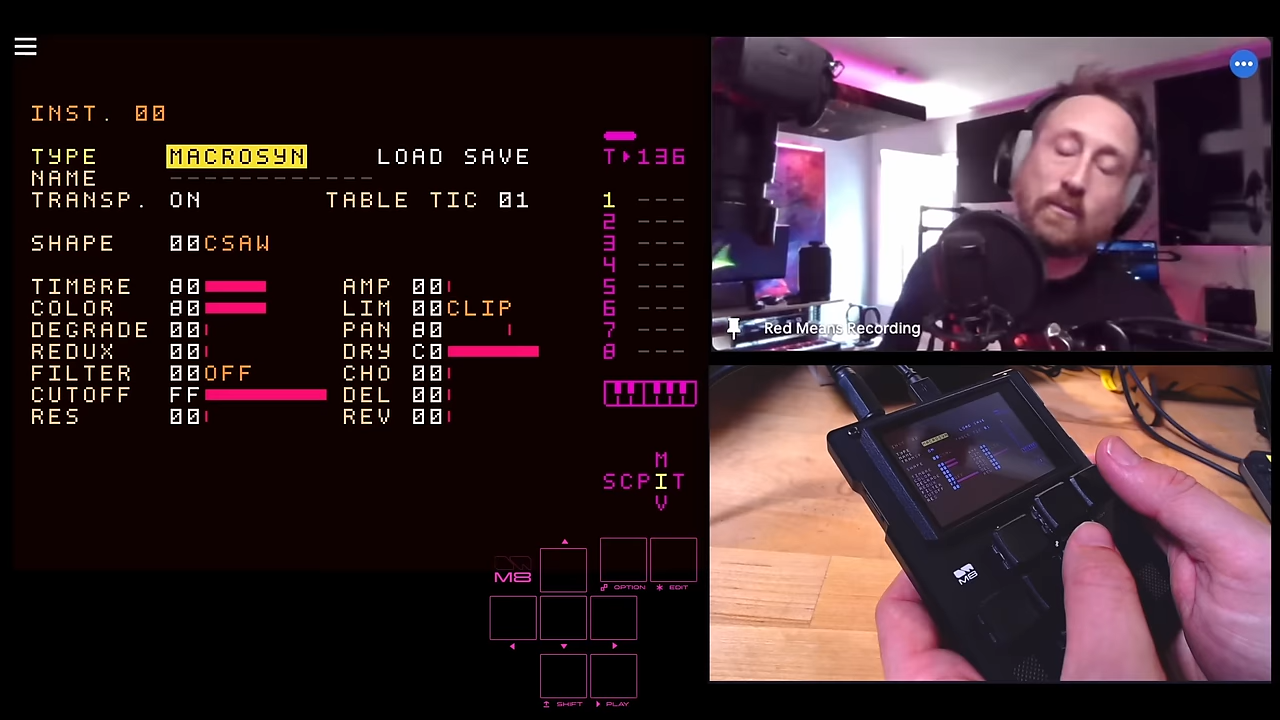 INST. 00
TYPE MACROSYN LOAD SAVE
NAME ------------
TRANSP. ON TABLE TIC 01
SHAPE 00CSAW
TIMBRE 80 AMP 00
COLOR 80 LIM 00CLIP
DEGRADE 00 PAN 80
REDUX 00 DRY C0
FILTER 00OFF CHO 00
CUTOFF FF DEL 00
RES 00 REV 00
T▸136
1 ---
2 ---
3 ---
4 ---
5 ---
6 ---
7 ---
8 ---
M
SCPIT
V
M8
OPTION EDIT
SHIFT PLAY
Red Means Recording
M8